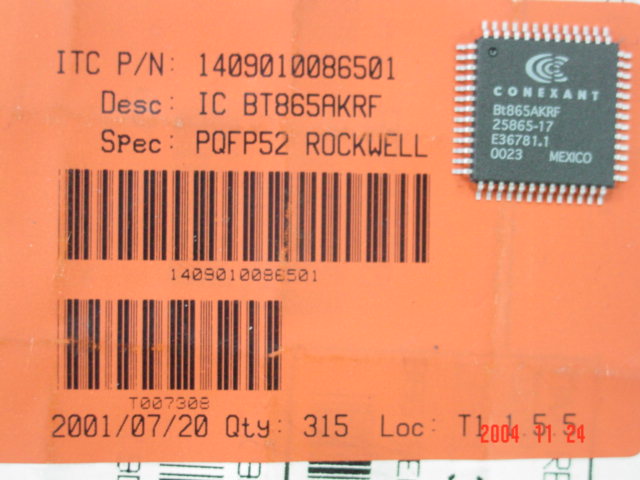 ITC P/N: 1409010086501
Desc: IC BT865AKRF
Spec: PQFP52 ROCKWELL
1409010086501
T007308
2001/07/20 Qty: 315 Loc: T1.1.5.5
CONEXANT
Bt865AKRF
25865-17
E36781.1
0023 MEXICO
2004 11 24